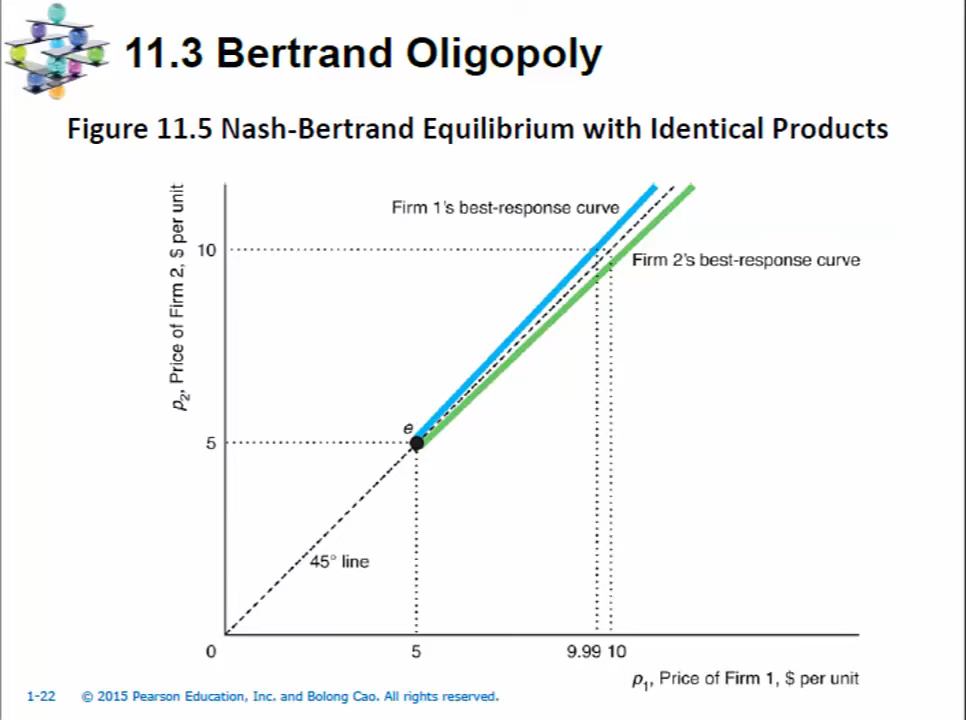 11.3 Bertrand Oligopoly
Figure 11.5 Nash-Bertrand Equilibrium with Identical Products
p2, Price of Firm 2, $ per unit
Firm 1's best-response curve
10
Firm 2's best-response curve
e
5
45° line
0
5
9.99 10
p1, Price of Firm 1, $ per unit
1-22 © 2015 Pearson Education, Inc. and Bolong Cao. All rights reserved.